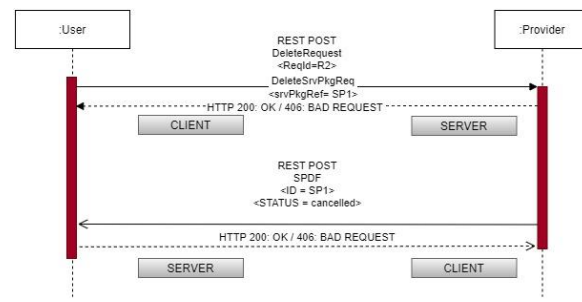 :User
:Provider
REST POST
DeleteRequest
<ReqId=R2>
DeleteSrvPkgReq
<srvPkgRef= SP1>
HTTP 200: OK / 406: BAD REQUEST
CLIENT
SERVER
REST POST
SPDF
<ID = SP1>
<STATUS = cancelled>
HTTP 200: OK / 406: BAD REQUEST
SERVER
CLIENT